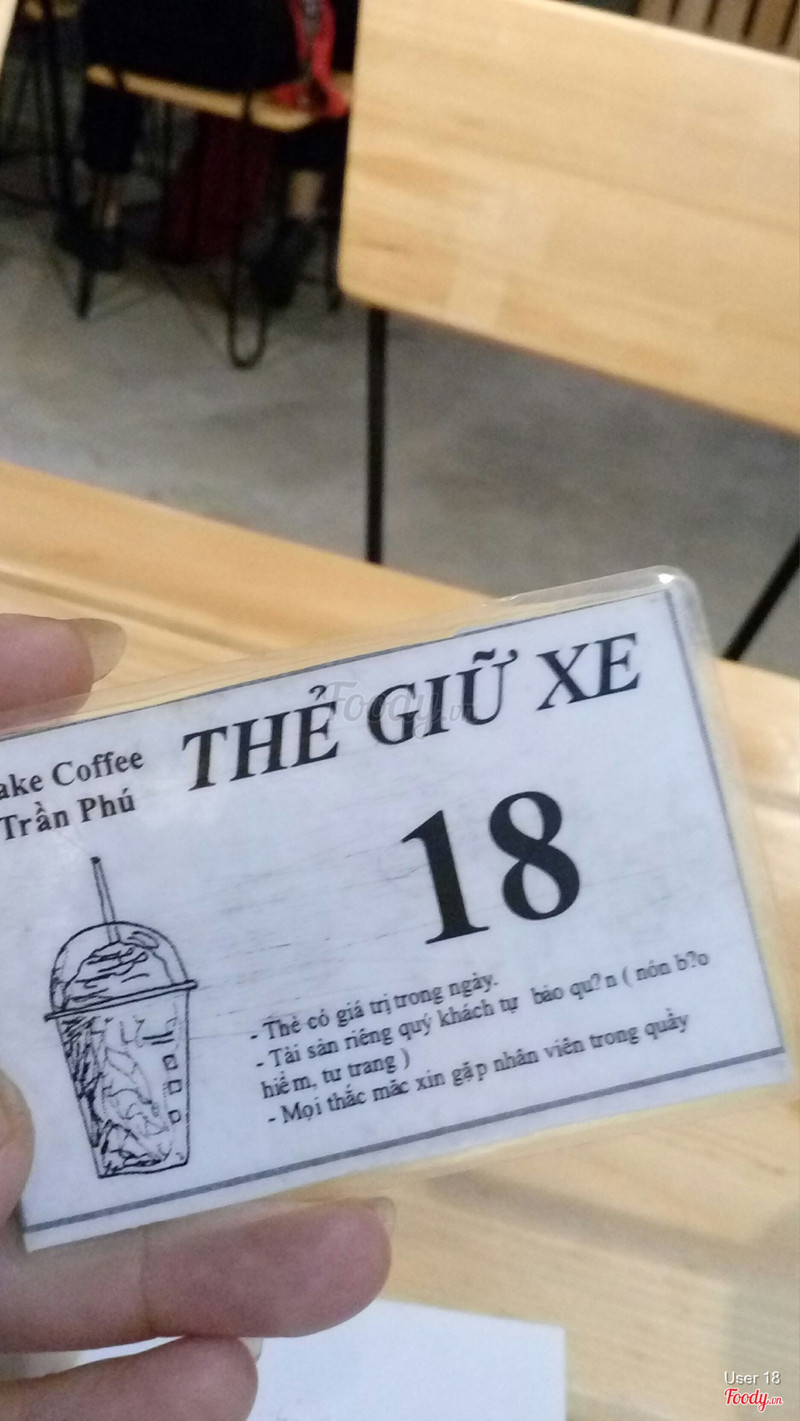 THẺ GIỮ XE
ake Coffee
Trần Phú
18
- Thẻ có giá trị trong ngày.
- Tài sản riêng quý khách tự bảo qu?n ( nón b?o
hiểm, tư trang )
- Mọi thắc mắc xin gặp nhân viên trong quầy
Foody.vn
User 18
Foody.vn